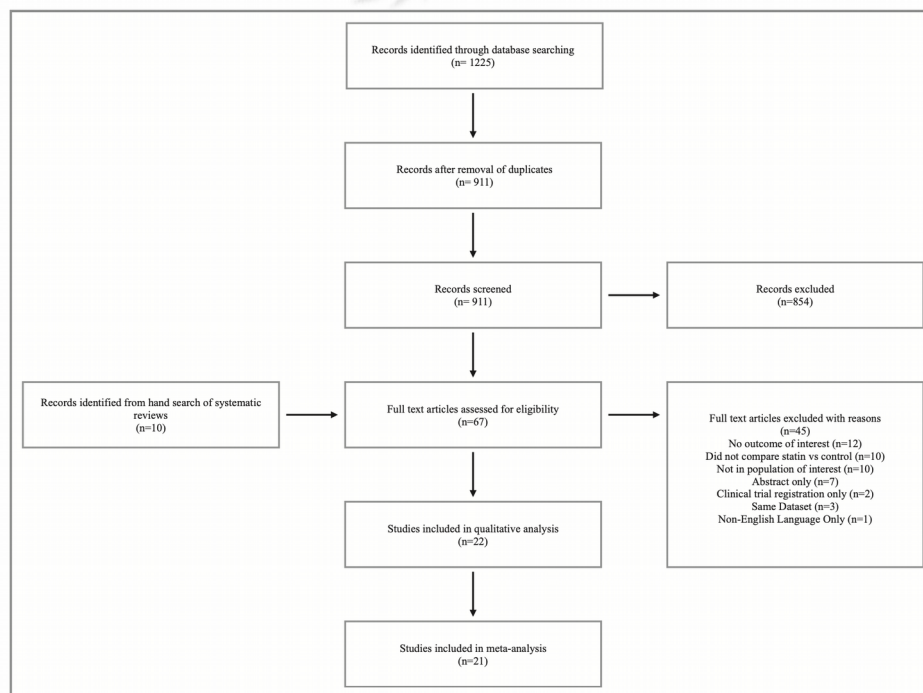 Records identified through database searching
(n= 1225)
Records after removal of duplicates
(n= 911)
Records screened
(n= 911)
Records excluded
(n=854)
Records identified from hand search of systematic
reviews
(n=10)
Full text articles assessed for eligibility
(n=67)
Full text articles excluded with reasons
(n=45)
No outcome of interest (n=12)
Did not compare statin vs control (n=10)
Not in population of interest (n=10)
Abstract only (n=7)
Clinical trial registration only (n=2)
Same Dataset (n=3)
Non-English Language Only (n=1)
Studies included in qualitative analysis
(n=22)
Studies included in meta-analysis
(n=21)